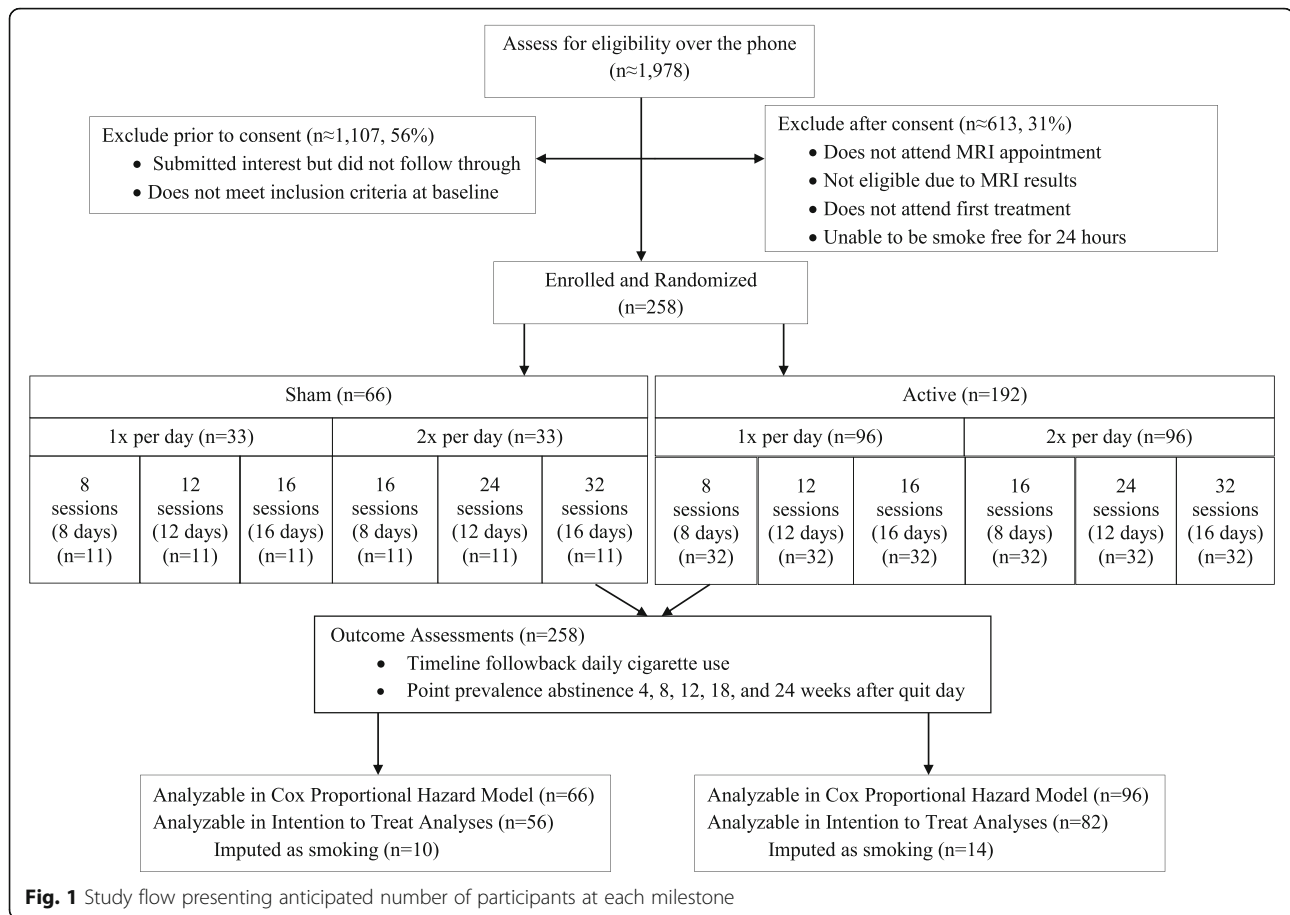 Assess for eligibility over the phone
(n≈1,978)
Exclude prior to consent (n≈1,107, 56%)
• Submitted interest but did not follow through
• Does not meet inclusion criteria at baseline
Exclude after consent (n≈613, 31%)
• Does not attend MRI appointment
• Not eligible due to MRI results
• Does not attend first treatment
• Unable to be smoke free for 24 hours
Enrolled and Randomized
(n=258)
Sham (n=66)
1x per day (n=33)
2x per day (n=33)
8
sessions
(8 days)
(n=11)
12
sessions
(12 days)
(n=11)
16
sessions
(16 days)
(n=11)
16
sessions
(8 days)
(n=11)
24
sessions
(12 days)
(n=11)
32
sessions
(16 days)
(n=11)
Active (n=192)
1x per day (n=96)
2x per day (n=96)
8
sessions
(8 days)
(n=32)
12
sessions
(12 days)
(n=32)
16
sessions
(16 days)
(n=32)
16
sessions
(8 days)
(n=32)
24
sessions
(12 days)
(n=32)
32
sessions
(16 days)
(n=32)
Outcome Assessments (n=258)
• Timeline followback daily cigarette use
• Point prevalence abstinence 4, 8, 12, 18, and 24 weeks after quit day
Analyzable in Cox Proportional Hazard Model (n=66)
Analyzable in Intention to Treat Analyses (n=56)
Imputed as smoking (n=10)
Analyzable in Cox Proportional Hazard Model (n=96)
Analyzable in Intention to Treat Analyses (n=82)
Imputed as smoking (n=14)
Fig. 1 Study flow presenting anticipated number of participants at each milestone